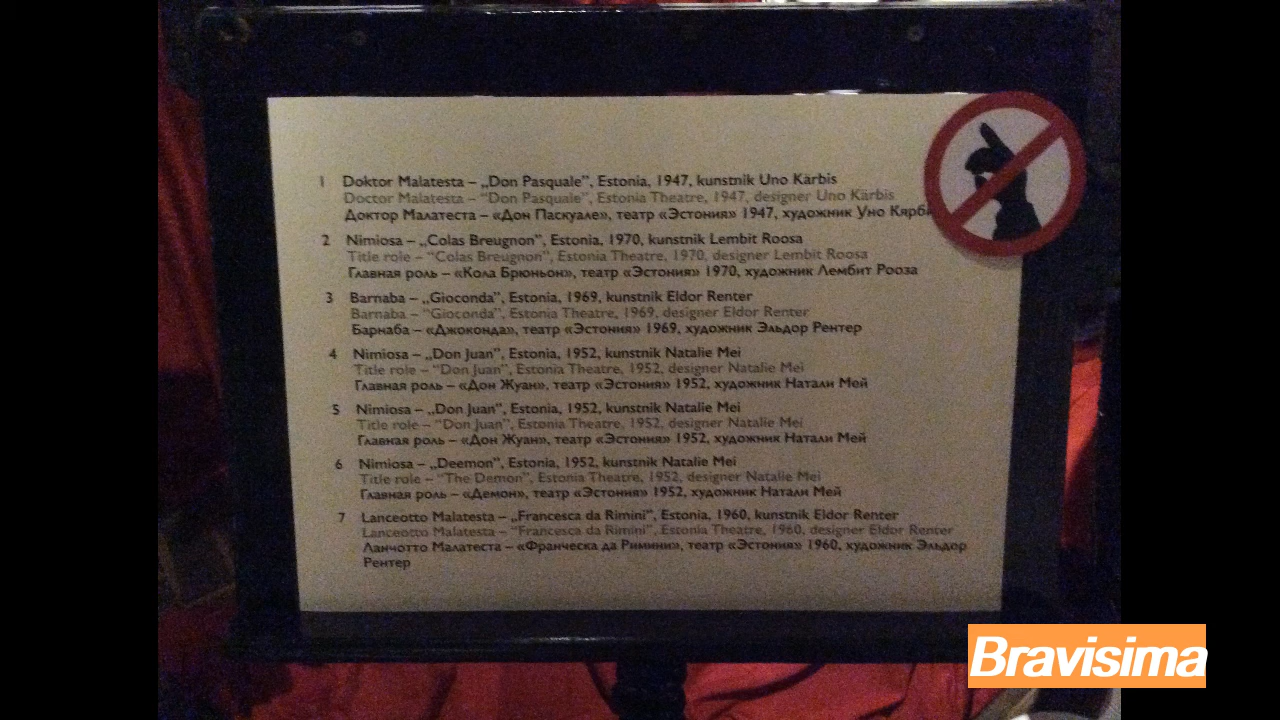 1 Doktor Malatesta – „Don Pasquale”, Estonia, 1947, kunstnik Uno Kärbis
Doctor Malatesta – “Don Pasquale”, Estonia Theatre, 1947, designer Uno Kärbis
Доктор Малатеста – «Дон Паскуале», театр «Эстония» 1947, художник Уно
2 Nimiosa – „Colas Breugnon”, Estonia, 1970, kunstnik Lembit Roosa
Title role – “Colas Breugnon”, Estonia Theatre, 1970, designer Lembit Roosa
Главная роль – «Кола Брюньон», театр «Эстония» 1970, художник Лембит Рооза
3 Barnaba – „Gioconda”, Estonia, 1969, kunstnik Eldor Renter
Barnaba – “Gioconda”, Estonia Theatre, 1969, designer Eldor Renter
Барнаба – «Джоконда», театр «Эстония» 1969, художник Эльдор Рентер
4 Nimiosa – „Don Juan”, Estonia, 1952, kunstnik Natalie Mei
Title role – “Don Juan”, Estonia Theatre, 1952, designer Natalie Mei
Главная роль – «Дон Жуан», театр «Эстония» 1952, художник Натали Мей
5 Nimiosa – „Don Juan”, Estonia, 1952, kunstnik Natalie Mei
Title role – “Don Juan”, Estonia Theatre, 1952, designer Natalie Mei
Главная роль – «Дон Жуан», театр «Эстония» 1952, художник Натали Мей
6 Nimiosa – „Deemon”, Estonia, 1952, kunstnik Natalie Mei
Title role – “The Demon”, Estonia Theatre, 1952, designer Natalie Mei
Главная роль – «Демон», театр «Эстония» 1952, художник Натали Мей
7 Lanceotto Malatesta – „Francesca da Rimini”, Estonia, 1960, kunstnik Eldor Renter
Lanceotto Malatesta – “Francesca da Rimini”, Estonia Theatre, 1960, designer Eldor Renter
Ланчотто Малатеста – «Франческа да Римини», театр «Эстония» 1960, художник Эльдор
Рентер
Bravisima